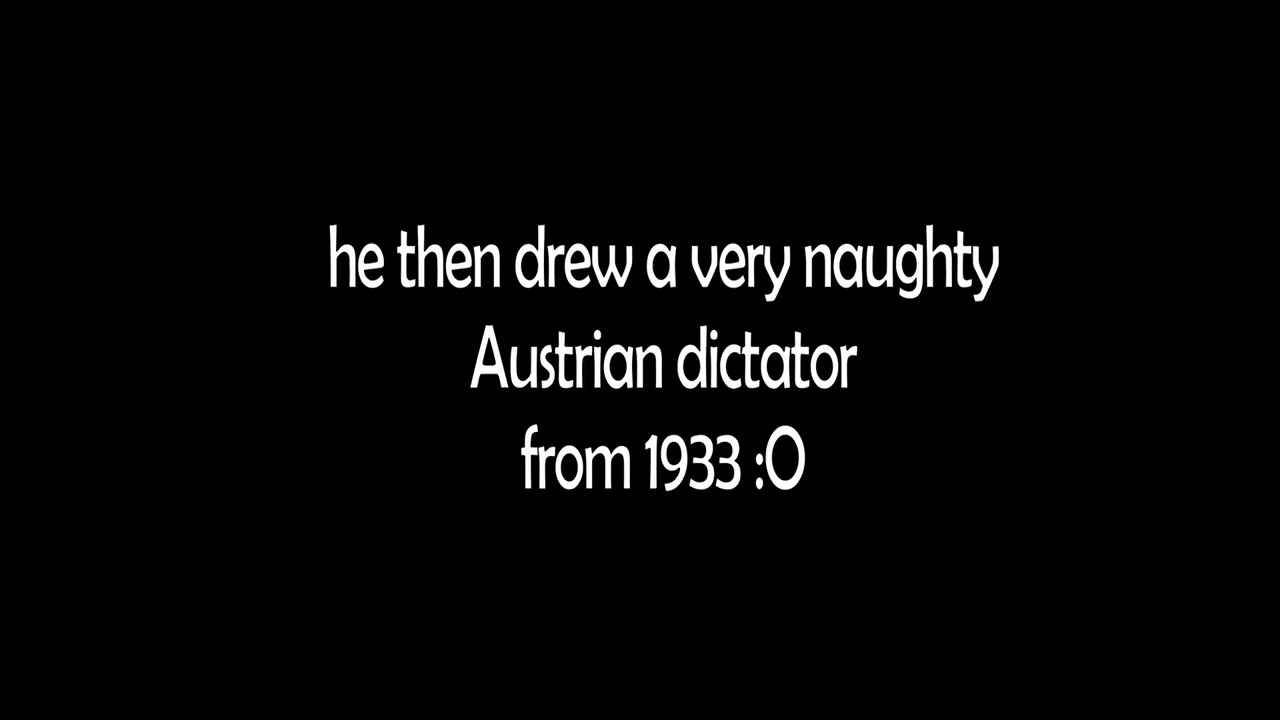 he then drew a very naughty
Austrian dictator
from 1933 :O